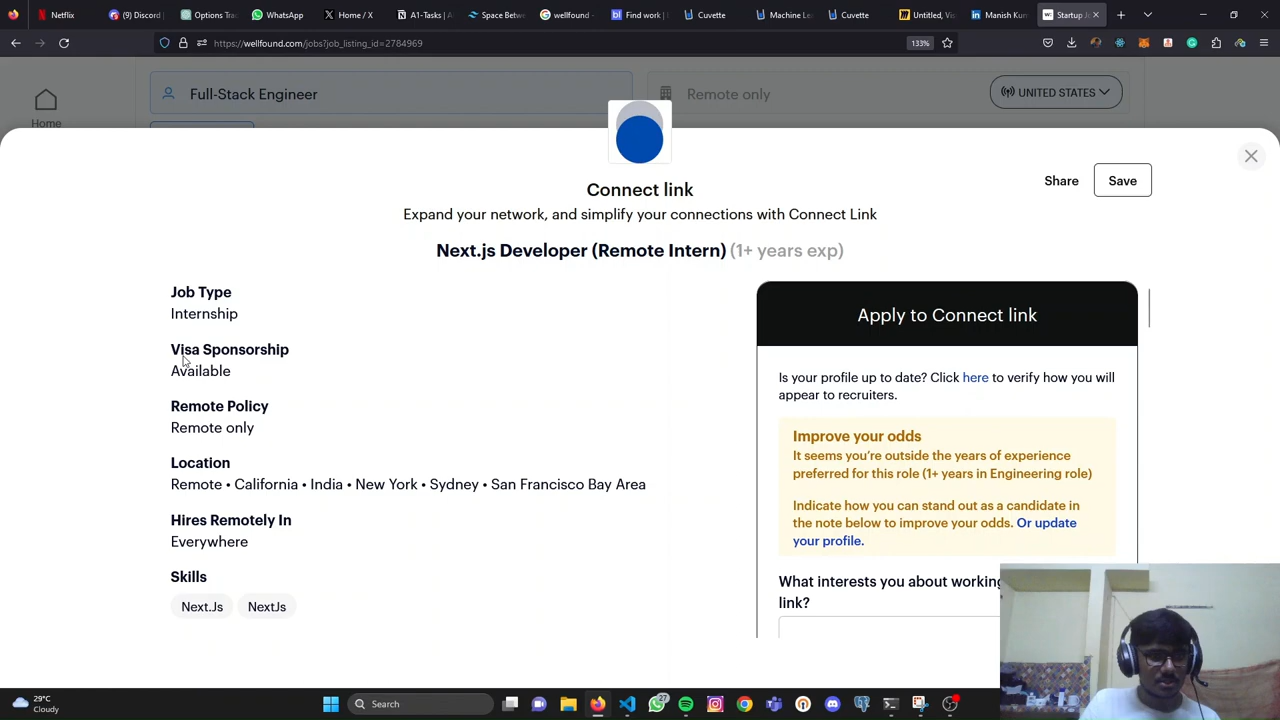 Netflix
(4) Discord |
Options Trac
WhatsApp
Home / X
A1-Tasks | A
Space Betwe
wellfound -
Find work |
Cuvette
Machine Lea
Cuvette
Untitled, Vis
Manish Kum
Startup Jo
https://wellfound.com/jobs?job_listing_id=2784969
133%
Home
Full-Stack Engineer
Remote only
UNITED STATES
Connect link
Share
Save
Expand your network, and simplify your connections with Connect Link
Next.js Developer (Remote Intern) (1+ years exp)
Job Type
Internship
Visa Sponsorship
Available
Remote Policy
Remote only
Location
Remote • California • India • New York • Sydney • San Francisco Bay Area
Hires Remotely In
Everywhere
Skills
Next.Js
NextJs
Apply to Connect link
Is your profile up to date? Click here to verify how you will
appear to recruiters.
Improve your odds
It seems you're outside the years of experience
preferred for this role (1+ years in Engineering role)
Indicate how you can stand out as a candidate in
the note below to improve your odds. Or update
your profile.
What interests you about working
link?
29°C
Cloudy
Search
27